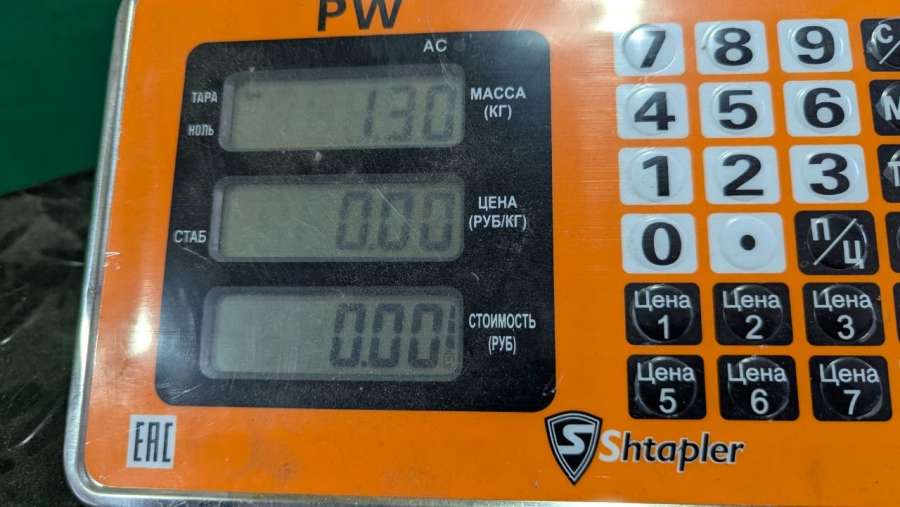 PW
AC
ТАРА
НОЛЬ
1.30
МАССА
(КГ)
СТАБ
0.00
ЦЕНА
(РУБ/КГ)
0.00
СТОИМОСТЬ
(РУБ)
EAC
Shtapler
7 8 9
4 5 6
1 2 3
0 . П/Ц
Цена 1 Цена 2 Цена 3
Цена 5 Цена 6 Цена 7